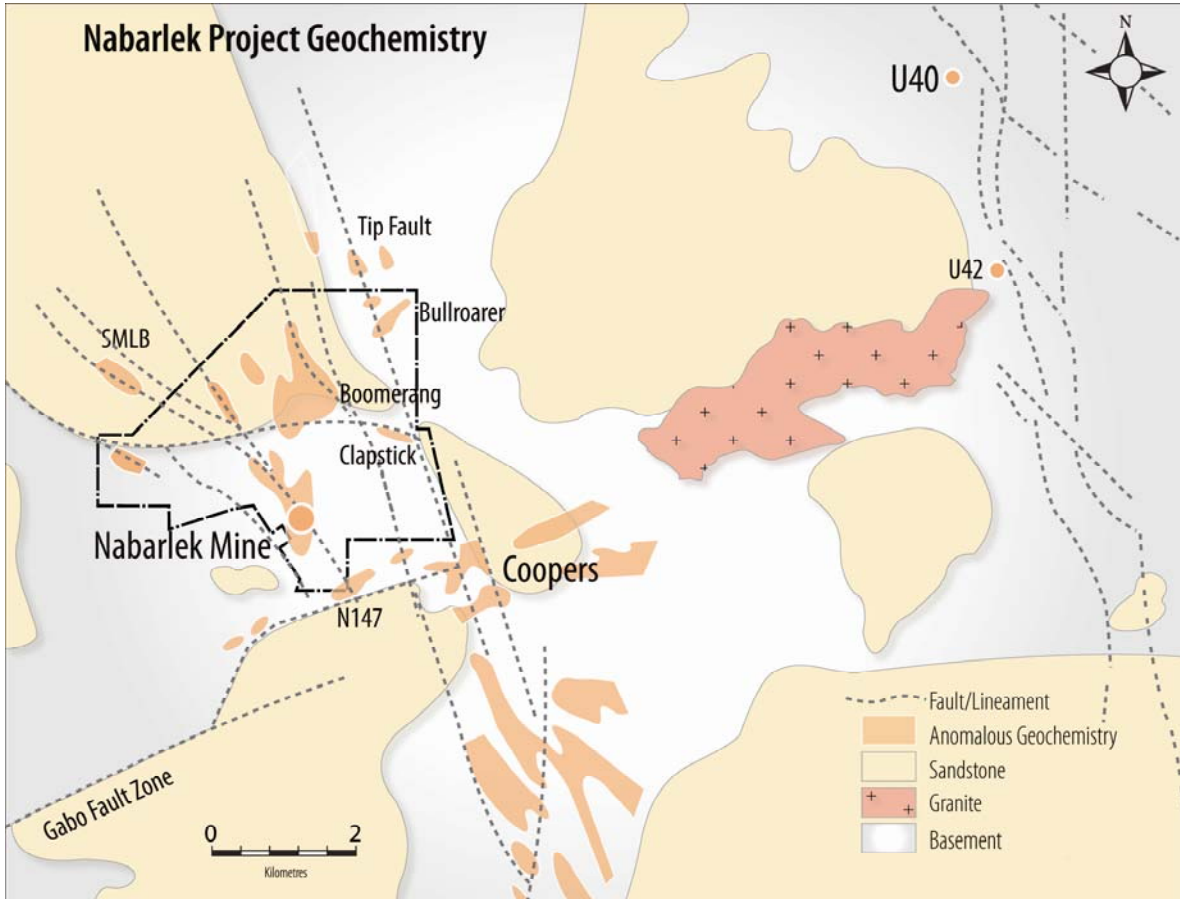 Nabarlek Project Geochemistry
N
U40
Tip Fault
U42
Bullroarer
SMLB
Boomerang
Clapstick
Nabarlek Mine
Coopers
N147
Fault/Lineament
Anomalous Geochemistry
Sandstone
Granite
Basement
Gabo Fault Zone
0 2
Kilometres